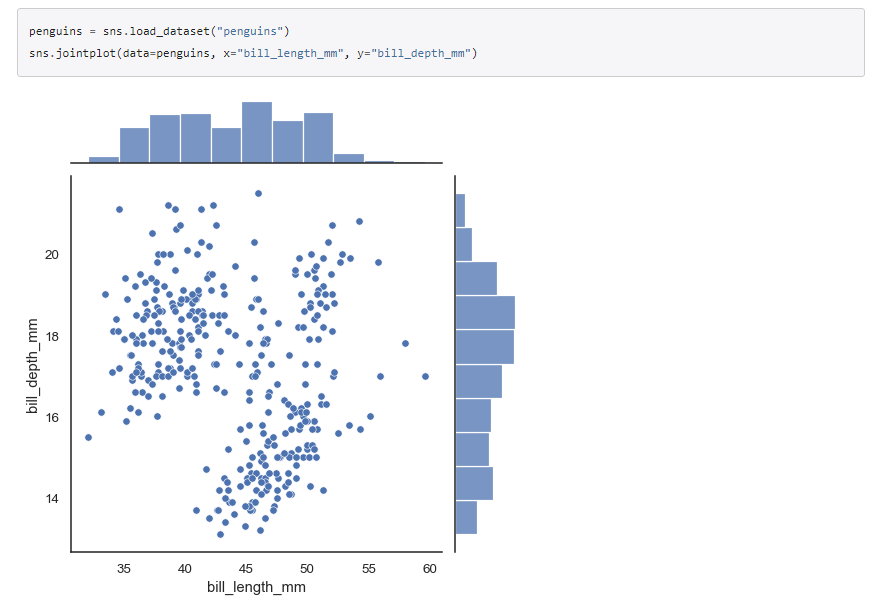 penguins = sns.load_dataset("penguins")
sns.jointplot(data=penguins, x="bill_length_mm", y="bill_depth_mm")
20
18
16
14
bill_depth_mm
35 40 45 50 55 60
bill_length_mm